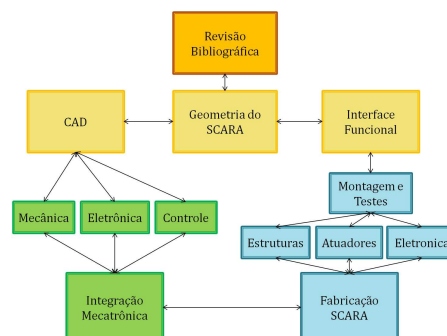 Revisão
Bibliográfica
CAD
Geometria do
SCARA
Interface
Funcional
Montagem e
Testes
Mecânica
Eletrônica
Controle
Estruturas
Atuadores
Eletronica
Integração
Mecatrônica
Fabricação
SCARA